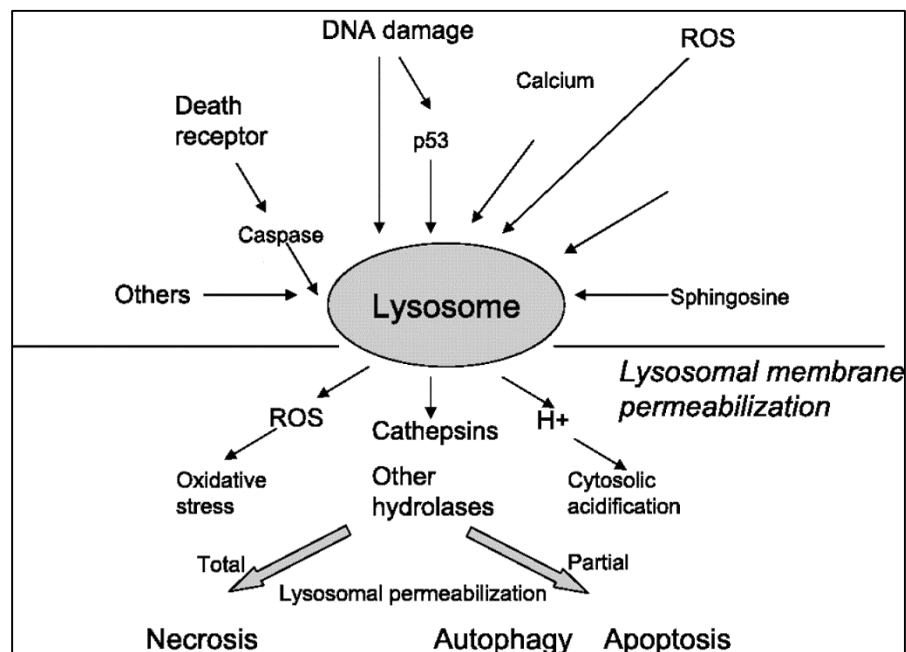 DNA damage
ROS
Calcium
Death
receptor
p53
Caspase
Others
Lysosome
Sphingosine
Lysosomal membrane
permeabilization
ROS
Cathepsins
H+
Oxidative
stress
Other
hydrolases
Cytosolic
acidification
Total
Partial
Lysosomal permeabilization
Necrosis
Autophagy
Apoptosis